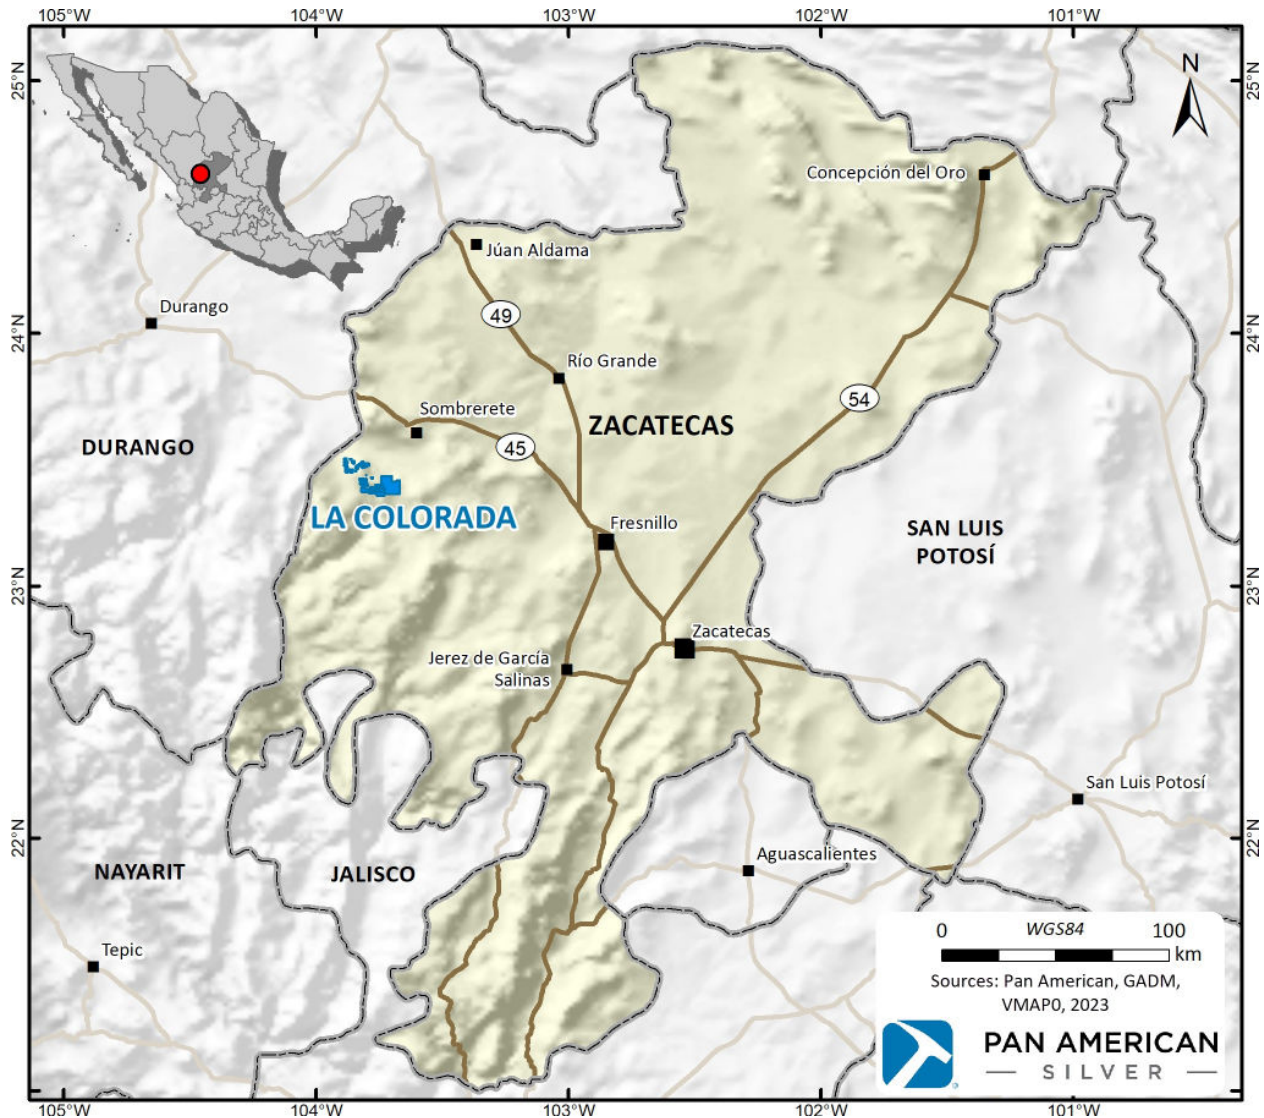 105°W
104°W
103°W
102°W
101°W
25°N
25°N
N
Concepción del Oro
Júan Aldama
Durango
49
24°N
24°N
Río Grande
54
Sombrerete
ZACATECAS
DURANGO
45
LA COLORADA
Fresnillo
SAN LUIS
POTOSÍ
23°N
23°N
Zacatecas
Jerez de García
Salinas
San Luis Potosí
22°N
22°N
Aguascalientes
NAYARIT
JALISCO
Tepic
0 WGS84 100
km
Sources: Pan American, GADM,
VMAP0, 2023
PAN AMERICAN
SILVER
105°W
104°W
103°W
102°W
101°W